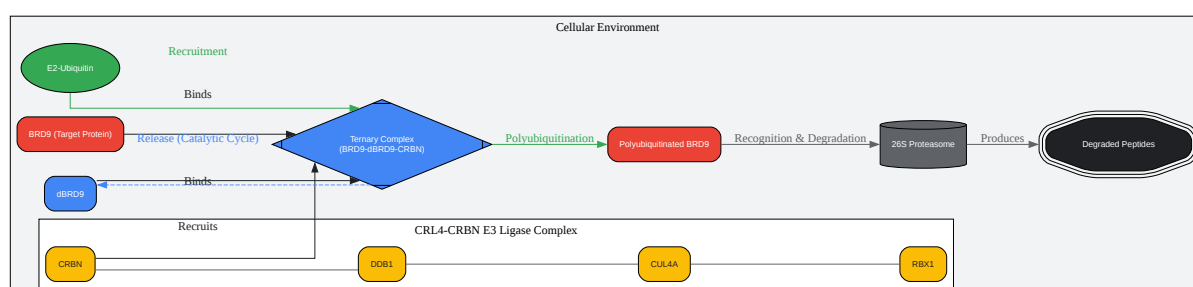 Cellular Environment
Recruitment
E2-Ubiquitin
Binds
BRD9 (Target Protein)
Release (Catalytic Cycle)
Ternary Complex
(BRD9-dBRD9-CRBN)
Polyubiquitination
Polyubiquitinated BRD9
Recognition & Degradation
26S Proteasome
Produces
Degraded Peptides
Binds
dBRD9
Recruits
CRL4-CRBN E3 Ligase Complex
CRBN
DDB1
CUL4A
RBX1